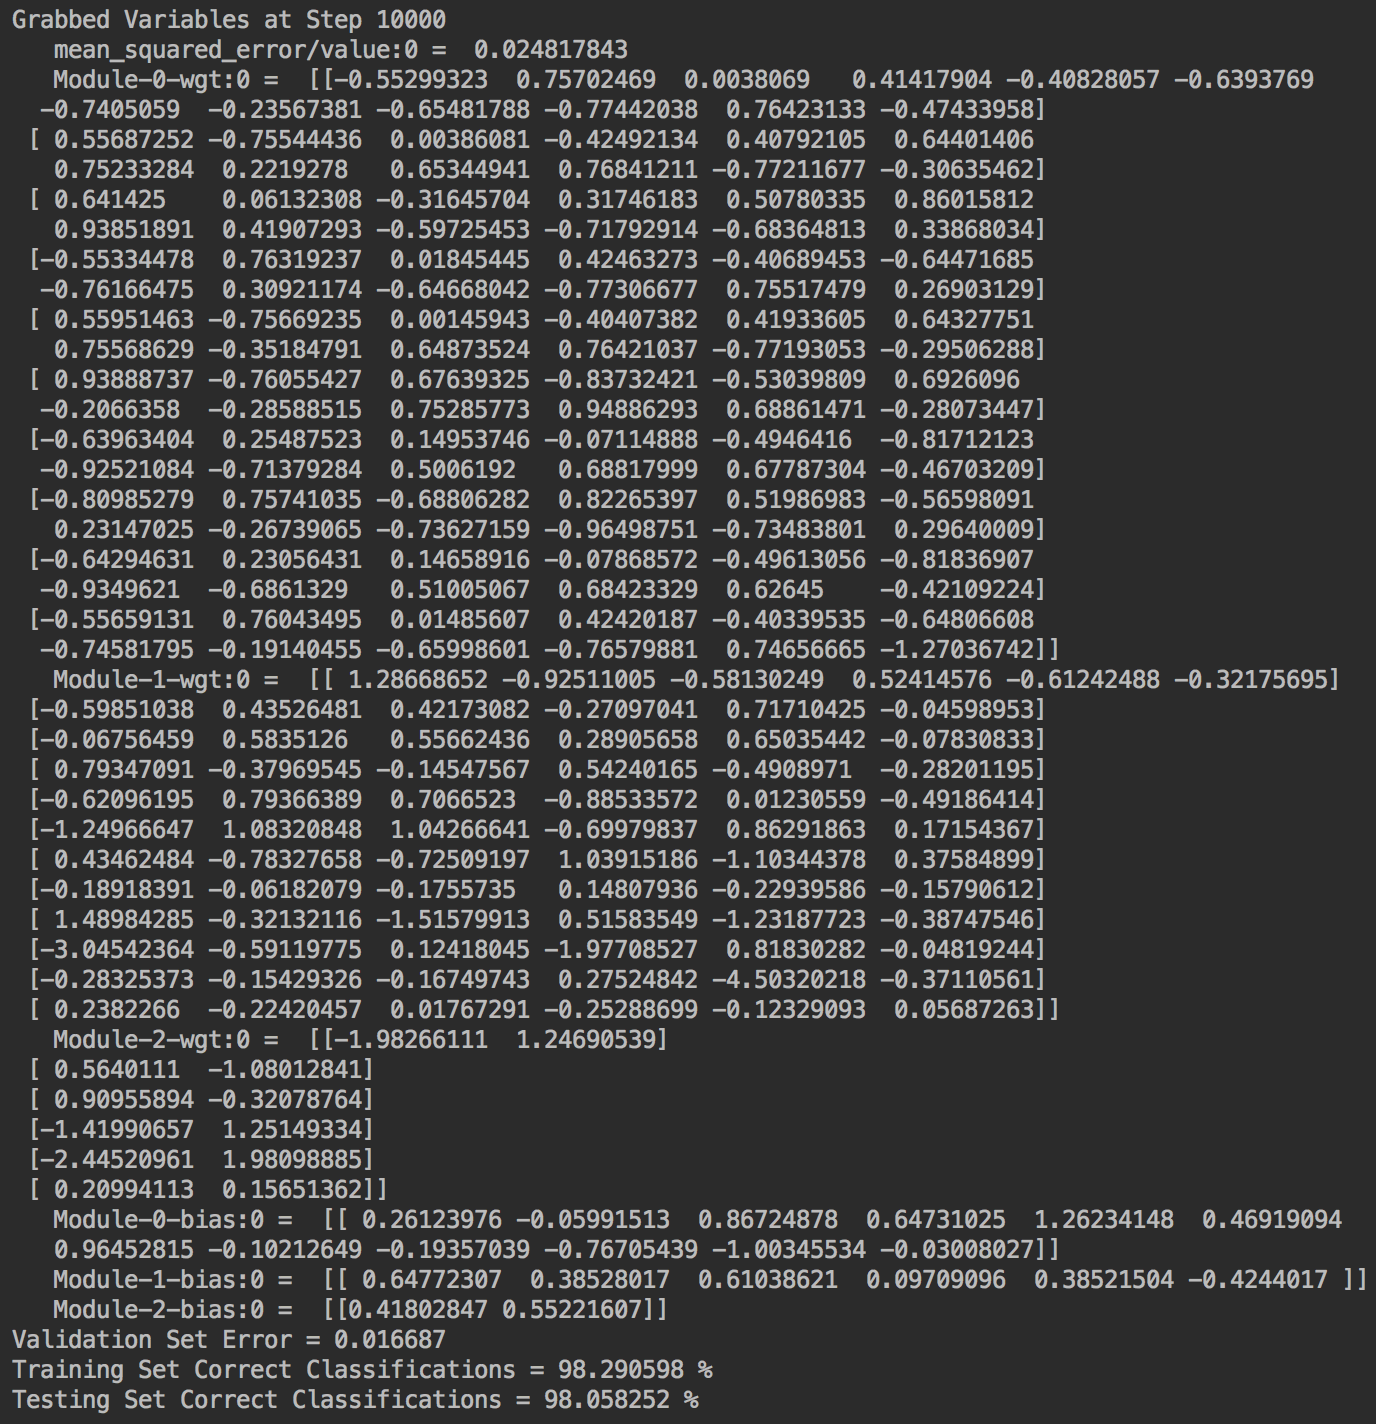 Grabbed Variables at Step 10000
   mean_squared_error/value:0 =  0.024817843
   Module-0-wgt:0 =  [[-0.55299323  0.75702469  0.0038069   0.41417904 -0.40828057 -0.6393769
  -0.7405059  -0.23567381 -0.65481788 -0.77442038  0.76423133 -0.47433958]
 [ 0.55687252 -0.75544436  0.00386081 -0.42492134  0.40792105  0.64401406
   0.75233284  0.2219278   0.65344941  0.76841211 -0.77211677 -0.30635462]
 [ 0.641425    0.06132308 -0.31645704  0.31746183  0.50780335  0.86015812
   0.93851891  0.41907293 -0.59725453 -0.71792914 -0.68364813  0.33868034]
 [-0.55334478  0.76319237  0.01845445  0.42463273 -0.40689453 -0.64471685
  -0.76166475  0.30921174 -0.64668042 -0.77306677  0.75517479  0.26903129]
 [ 0.55951463 -0.75669235  0.00145943 -0.40407382  0.41933605  0.64327751
   0.75568629 -0.35184791  0.64873524  0.76421037 -0.77193053 -0.29506288]
 [ 0.93888737 -0.76055427  0.67639325 -0.83732421 -0.53039809  0.6926096
  -0.2066358  -0.28588515  0.75285773  0.94886293  0.68861471 -0.28073447]
 [-0.63963404  0.25487523  0.14953746 -0.07114888 -0.4946416  -0.81712123
  -0.92521084 -0.71379284  0.5006192   0.68817999  0.67787304 -0.46703209]
 [-0.80985279  0.75741035 -0.68806282  0.82265397  0.51986983 -0.56598091
   0.23147025 -0.26739065 -0.73627159 -0.96498751 -0.73483801  0.29640009]
 [-0.64294631  0.23056431  0.14658916 -0.07868572 -0.49613056 -0.81836907
  -0.9349621  -0.6861329   0.51005067  0.68423329  0.62645    -0.42109224]
 [-0.55659131  0.76043495  0.01485607  0.42420187 -0.40339535 -0.64806608
  -0.74581795 -0.19140455 -0.65998601 -0.76579881  0.74656665 -1.27036742]]
   Module-1-wgt:0 =  [[ 1.28668652 -0.92511005 -0.58130249  0.52414576 -0.61242488 -0.32175695]
 [-0.59851038  0.43526481  0.42173082 -0.27097041  0.71710425 -0.04598953]
 [-0.06756459  0.5835126   0.55662436  0.28905658  0.65035442 -0.07830833]
 [ 0.79347091 -0.37969545 -0.14547567  0.54240165 -0.4908971  -0.28201195]
 [-0.62096195  0.79366389  0.7066523  -0.88533572  0.01230559 -0.49186414]
 [-1.24966647  1.08320848  1.04266641 -0.69979837  0.86291863  0.17154367]
 [ 0.43462484 -0.78327658 -0.72509197  1.03915186 -1.10344378  0.37584899]
 [-0.18918391 -0.06182079 -0.1755735   0.14807936 -0.22939586 -0.15790612]
 [ 1.48984285 -0.32132116 -1.51579913  0.51583549 -1.23187723 -0.38747546]
 [-3.04542364 -0.59119775  0.12418045 -1.97708527  0.81830282 -0.04819244]
 [-0.28325373 -0.15429326 -0.16749743  0.27524842 -4.50320218 -0.37110561]
 [ 0.2382266  -0.22420457  0.01767291 -0.25288699 -0.12329093  0.05687263]]
   Module-2-wgt:0 =  [[-1.98266111  1.24690539]
 [ 0.5640111  -1.08012841]
 [ 0.90955894 -0.32078764]
 [-1.41990657  1.25149334]
 [-2.44520961  1.98098885]
 [ 0.20994113  0.15651362]]
   Module-0-bias:0 =  [[ 0.26123976 -0.05991513  0.86724878  0.64731025  1.26234148  0.46919094
   0.96452815 -0.10212649 -0.19357039 -0.76705439 -1.00345534 -0.03008027]]
   Module-1-bias:0 =  [[ 0.64772307  0.38528017  0.61038621  0.09709096  0.38521504 -0.4244017 ]]
   Module-2-bias:0 =  [[0.41802847 0.55221607]]
Validation Set Error = 0.016687
Training Set Correct Classifications = 98.290598 %
Testing Set Correct Classifications = 98.058252 %